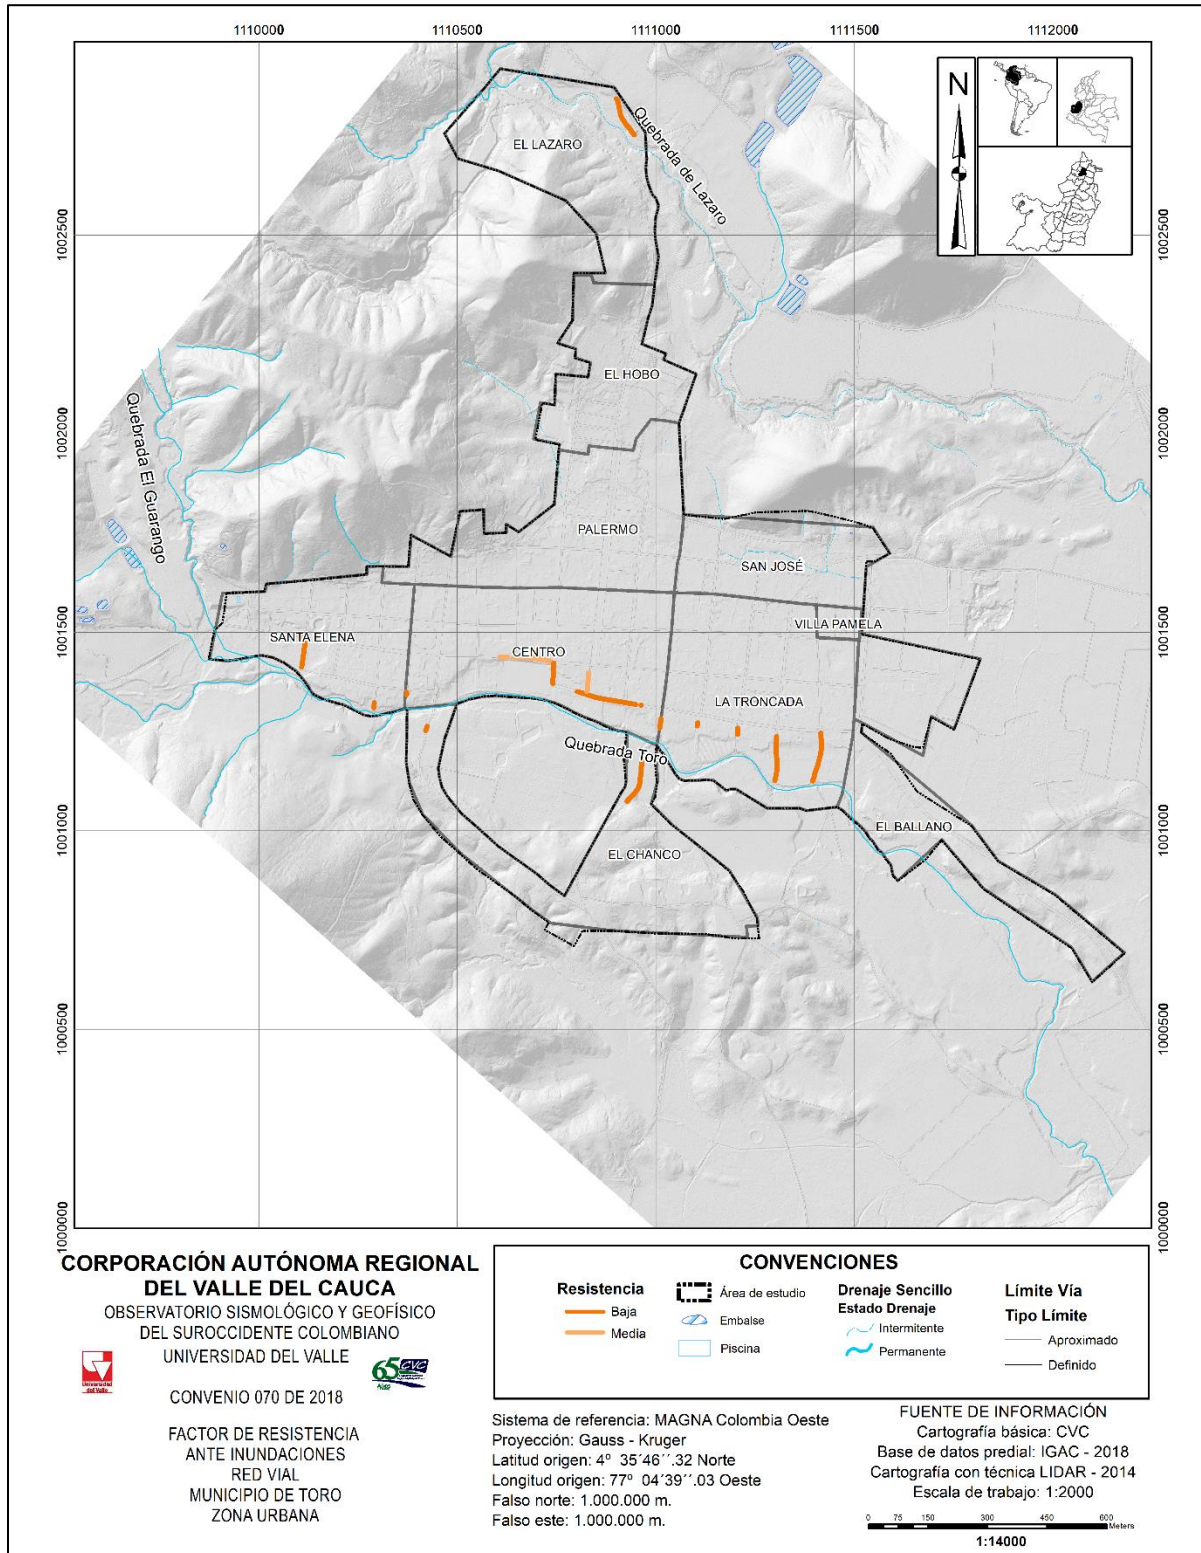 1110000
1110500
1111000
1111500
1112000
N
1002500
1002500
1002000
1002000
1001500
1001500
1001000
1001000
1000500
1000500
1000000
1000000
EL LAZARO
Quebrada de Lazaro
EL HOBO
Quebrada El Guarango
PALERMO
SAN JOSÉ
VILLA PAMELA
SANTA ELENA
CENTRO
LA TRONCADA
Quebrada Toro
EL BALLANO
EL CHANCO
CORPORACIÓN AUTÓNOMA REGIONAL
DEL VALLE DEL CAUCA
OBSERVATORIO SISMOLÓGICO Y GEOFÍSICO
DEL SUROCCIDENTE COLOMBIANO
UNIVERSIDAD DEL VALLE
Universidad
del Valle
65 CVC
Años
CONVENIO 070 DE 2018
FACTOR DE RESISTENCIA
ANTE INUNDACIONES
RED VIAL
MUNICIPIO DE TORO
ZONA URBANA
CONVENCIONES
Resistencia
Baja
Media
Área de estudio
Embalse
Piscina
Drenaje Sencillo
Estado Drenaje
Intermitente
Permanente
Límite Vía
Tipo Límite
Aproximado
Definido
Sistema de referencia: MAGNA Colombia Oeste
Proyección: Gauss - Kruger
Latitud origen: 4º 35´46´´.32 Norte
Longitud origen: 77º 04´39´´.03 Oeste
Falso norte: 1.000.000 m.
Falso este: 1.000.000 m.
FUENTE DE INFORMACIÓN
Cartografía básica: CVC
Base de datos predial: IGAC - 2018
Cartografía con técnica LIDAR - 2014
Escala de trabajo: 1:2000
0 75 150 300 450 600
Meters
1:14000